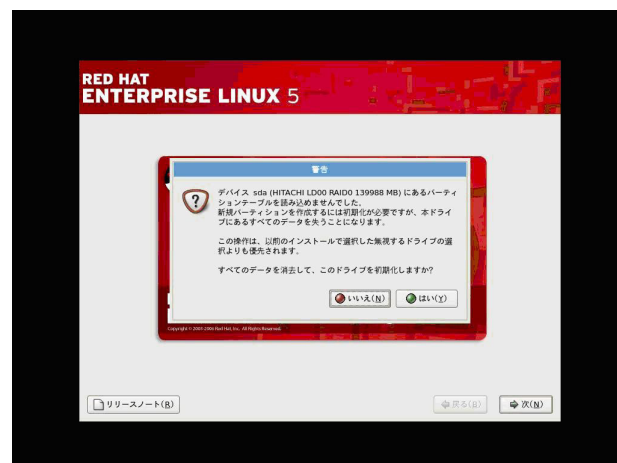 RED HAT
ENTERPRISE LINUX 5
警告
デバイス sda (HITACHI LD00 RAID0 139988 MB) にあるパーティ
ションテーブルを読み込めませんでした。
新規パーティションを作成するには初期化が必要ですが、本ドライ
ブにあるすべてのデータを失うことになります。
この操作は、以前のインストールで選択した無視するドライブの選
択よりも優先されます。
すべてのデータを消去して、このドライブを初期化しますか?
いいえ(N)
はい(Y)
Copyright © 2003-2006 Red Hat, Inc. All Rights Reserved.
リリースノート(R)
戻る(B)
次(N)